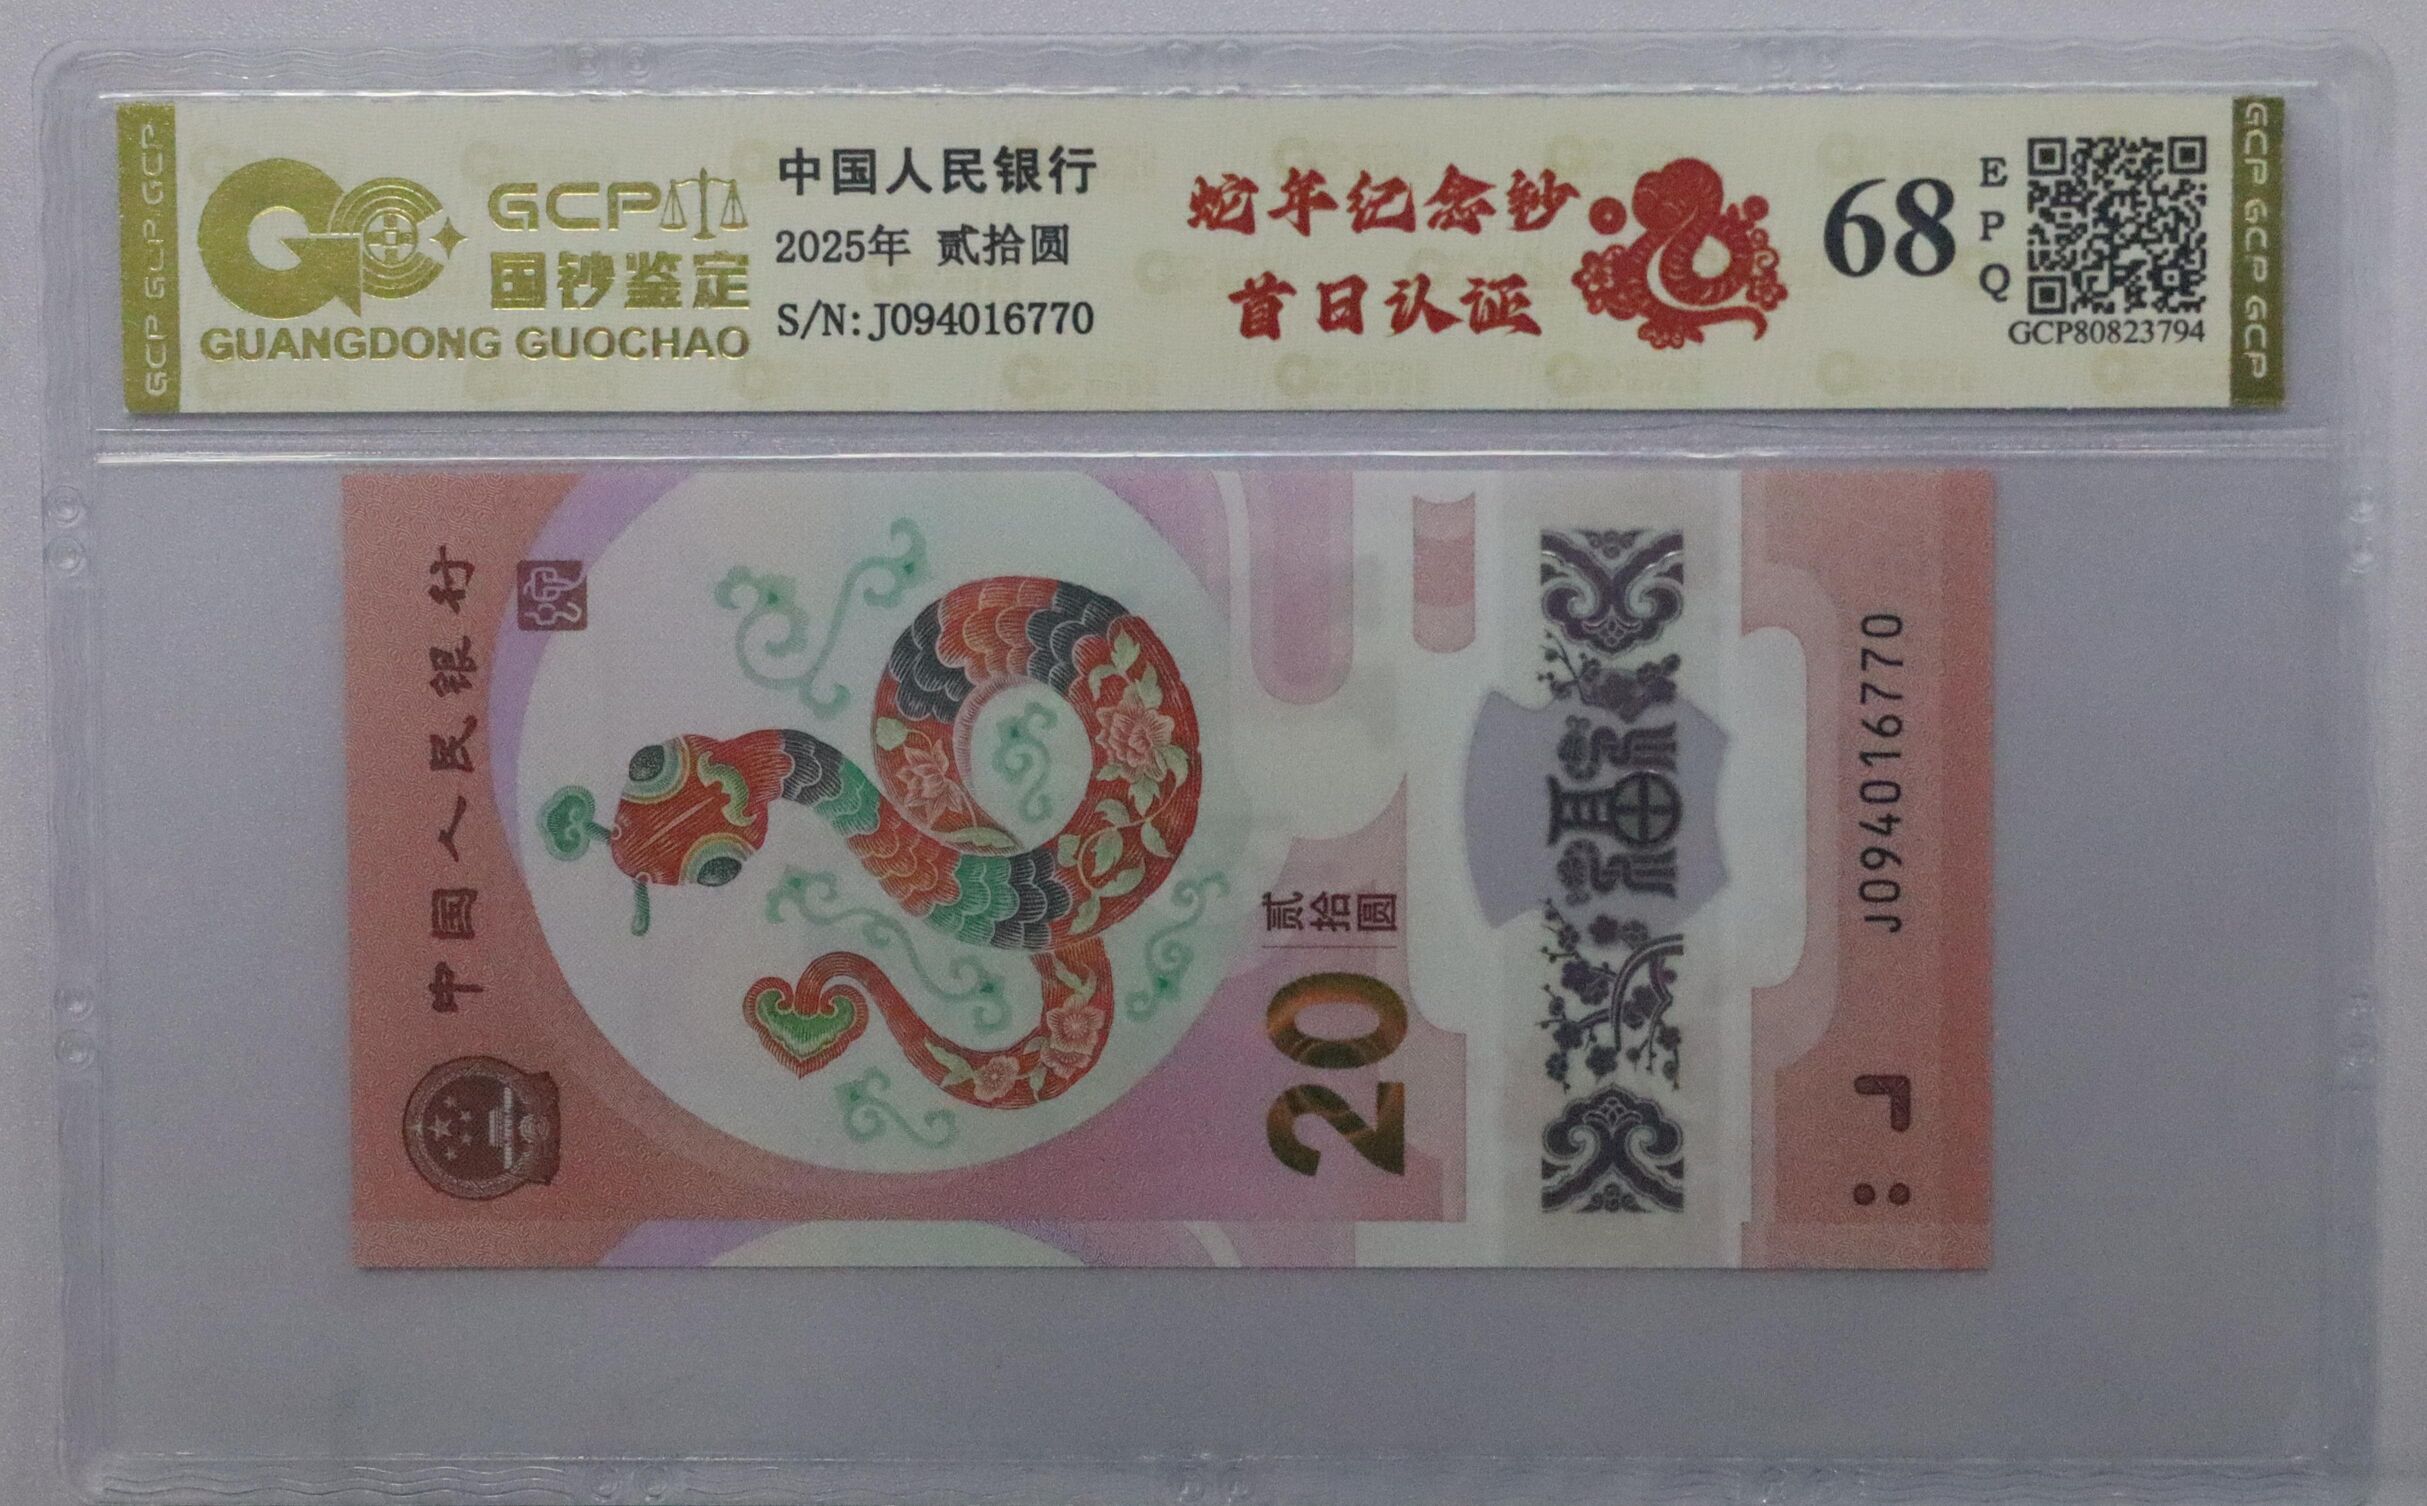 GCP GCP GCP
GCP
国钞鉴定
GUANGDONG GUOCHAO
中国人民银行
2025年 贰拾圆
S/N: J094016770
蛇年纪念钞
首日认证
68
EPQ
GCP80823794
GCP GCP GCP
中国人民银行
20
贰拾圆
J094016770